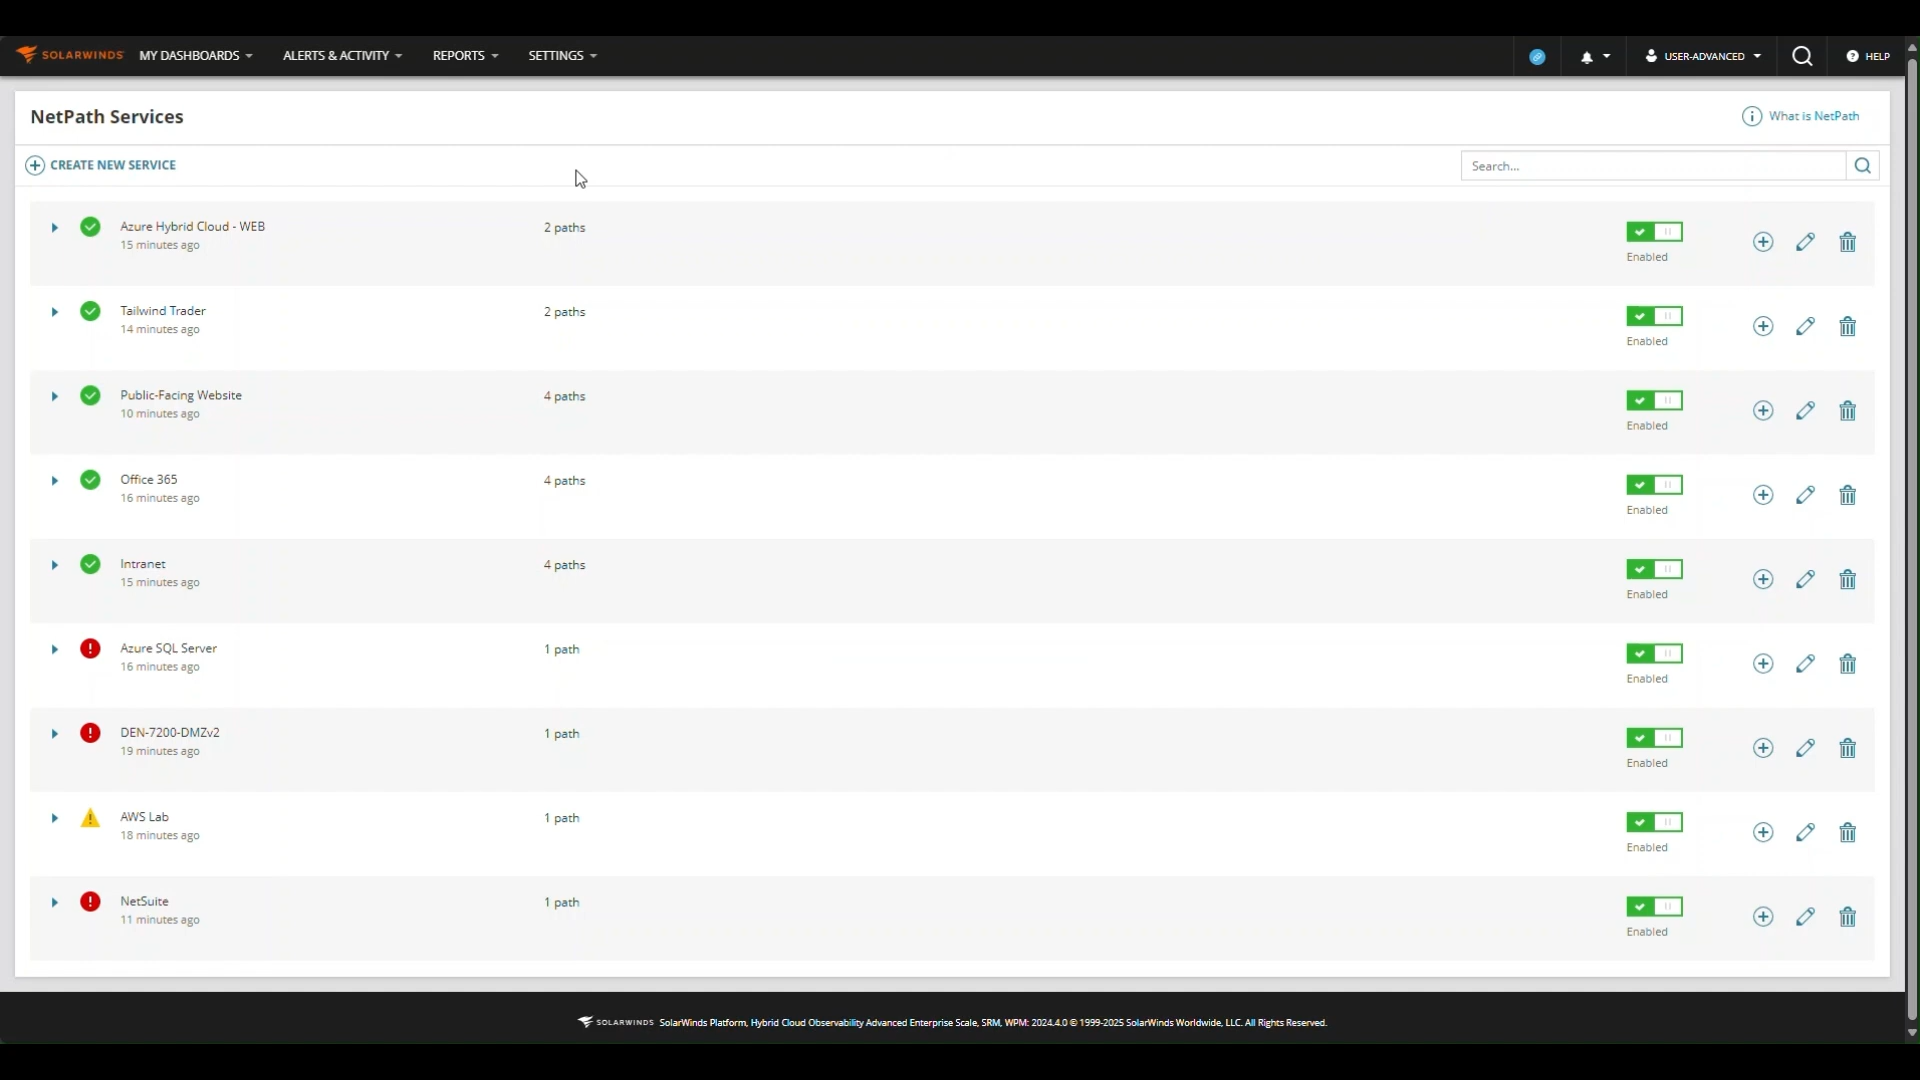 SOLARWINDS MY DASHBOARDS ALERTS & ACTIVITY REPORTS SETTINGS USER-ADVANCED HELP
NetPath Services What is NetPath
CREATE NEW SERVICE Search...
Azure Hybrid Cloud - WEB 2 paths
15 minutes ago Enabled
Tailwind Trader 2 paths
14 minutes ago Enabled
Public-Facing Website 4 paths
10 minutes ago Enabled
Office 365 4 paths
16 minutes ago Enabled
Intranet 4 paths
15 minutes ago Enabled
Azure SQL Server 1 path
16 minutes ago Enabled
DEN-7200-DMZv2 1 path
19 minutes ago Enabled
AWS Lab 1 path
18 minutes ago Enabled
NetSuite 1 path
11 minutes ago Enabled
SOLARWINDS SolarWinds Platform, Hybrid Cloud Observability Advanced Enterprise Scale, SRM, WPM: 2024.4.0 © 1999-2025 SolarWinds Worldwide, LLC. All Rights Reserved.